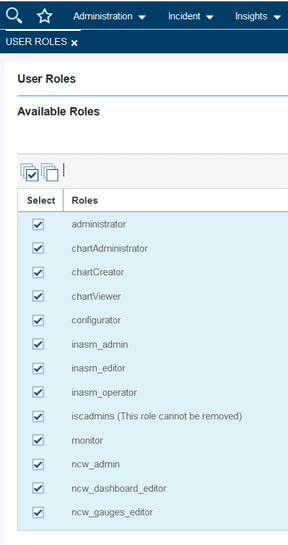 Administration Incident Insights
USER ROLES ×
User Roles
Available Roles
Select Roles
administrator
chartAdministrator
chartCreator
chartViewer
configurator
inasm_admin
inasm_editor
inasm_operator
iscadmins (This role cannot be removed)
monitor
ncw_admin
ncw_dashboard_editor
ncw_gauges_editor